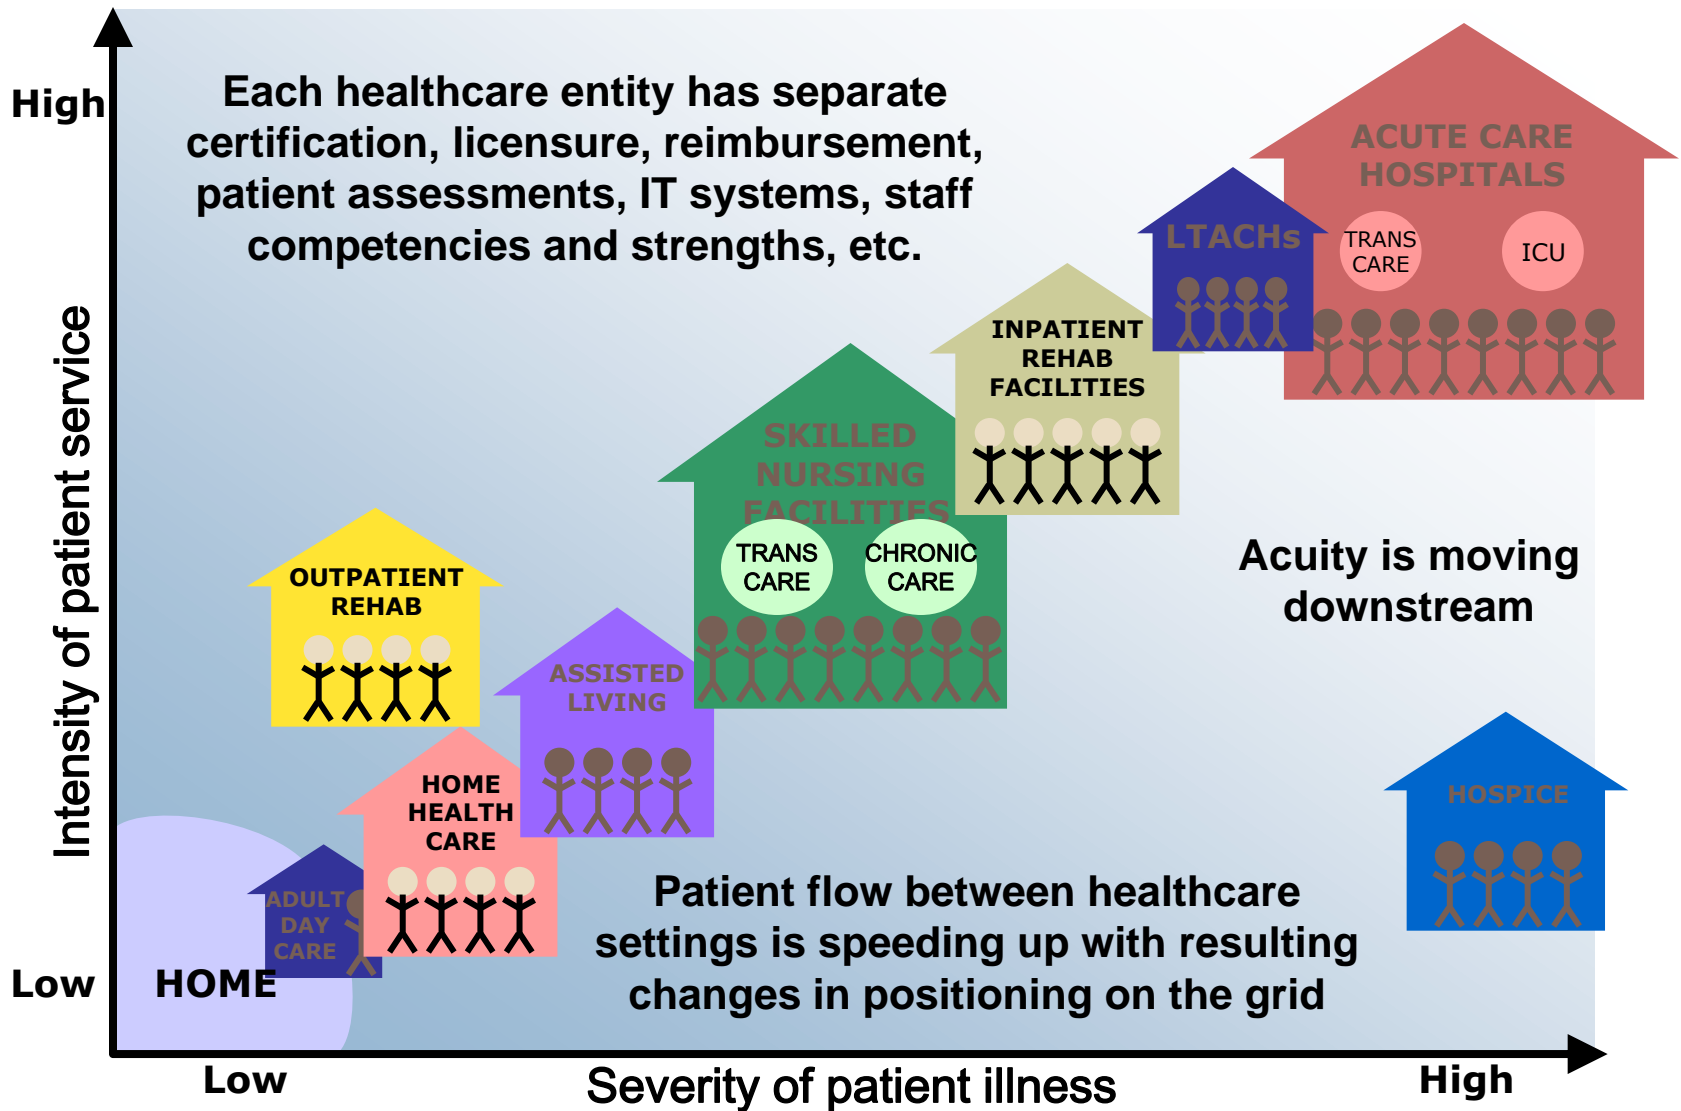 High
Each healthcare entity has separate
certification, licensure, reimbursement,
patient assessments, IT systems, staff
competencies and strengths, etc.
ACUTE CARE
HOSPITALS
TRANS
CARE
ICU
LTACHs
INPATIENT
REHAB
FACILITIES
SKILLED
NURSING
FACILITIES
TRANS
CARE
CHRONIC
CARE
Acuity is moving
downstream
OUTPATIENT
REHAB
ASSISTED
LIVING
HOME
HEALTH
CARE
HOSPICE
ADULT
DAY
CARE
HOME
Patient flow between healthcare
settings is speeding up with resulting
changes in positioning on the grid
Intensity of patient service
Low
Low
Severity of patient illness
High